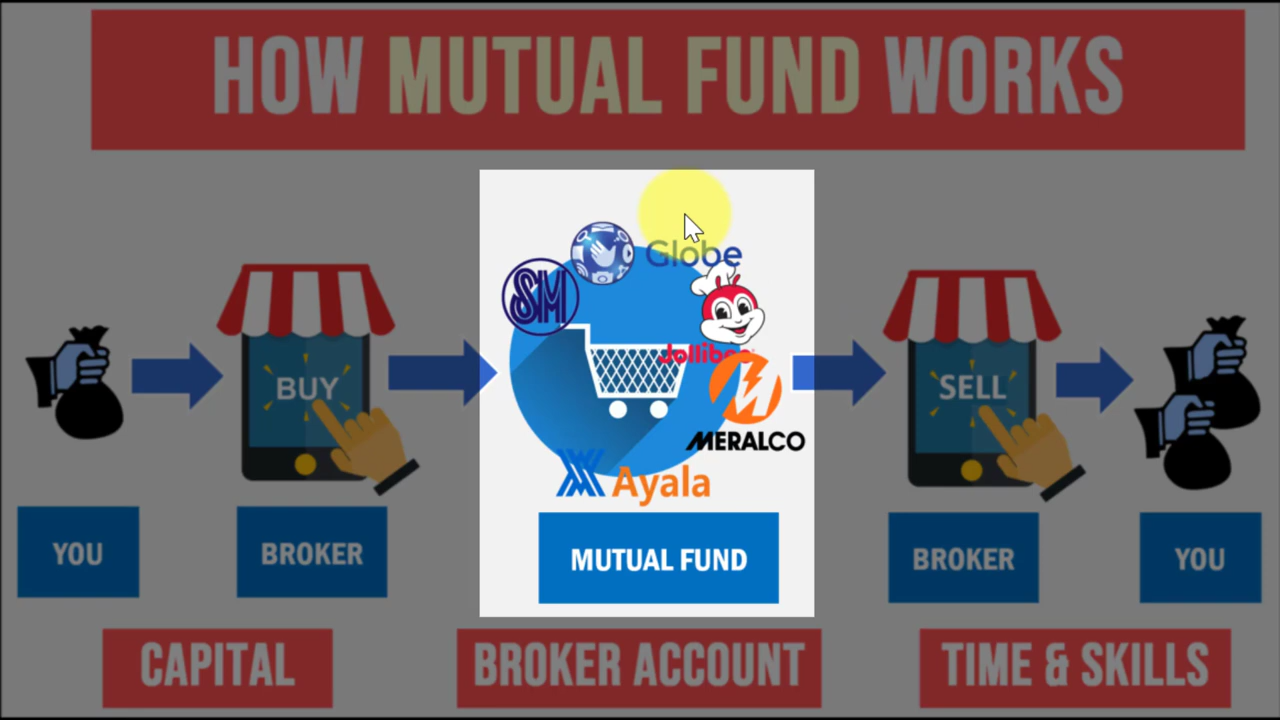 HOW MUTUAL FUND WORKS
Globe
SM
Jollibee
BUY
SELL
MERALCO
Ayala
YOU
BROKER
MUTUAL FUND
BROKER
YOU
CAPITAL
BROKER ACCOUNT
TIME & SKILLS